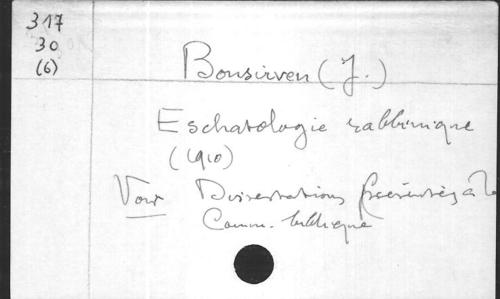 317
30
(6)
Bonsirven (J.)
Eschatologie rabbinique
(1910)
Voir Dissertations présentées à la
Comm. biblique